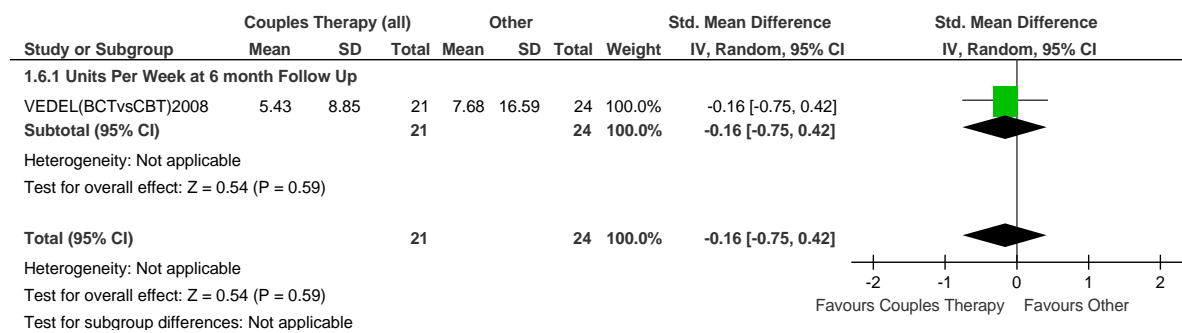 Couples Therapy (all) Other Std. Mean Difference Std. Mean Difference
Study or Subgroup Mean SD Total Mean SD Total Weight IV, Random, 95% CI IV, Random, 95% CI
1.6.1 Units Per Week at 6 month Follow Up
VEDEL(BCTvsCBT)2008 5.43 8.85 21 7.68 16.59 24 100.0% -0.16 [-0.75, 0.42]
Subtotal (95% CI) 21 24 100.0% -0.16 [-0.75, 0.42]
Heterogeneity: Not applicable
Test for overall effect: Z = 0.54 (P = 0.59)
Total (95% CI) 21 24 100.0% -0.16 [-0.75, 0.42]
Heterogeneity: Not applicable
Test for overall effect: Z = 0.54 (P = 0.59)
Test for subgroup differences: Not applicable
-2 -1 0 1 2
Favours Couples Therapy Favours Other